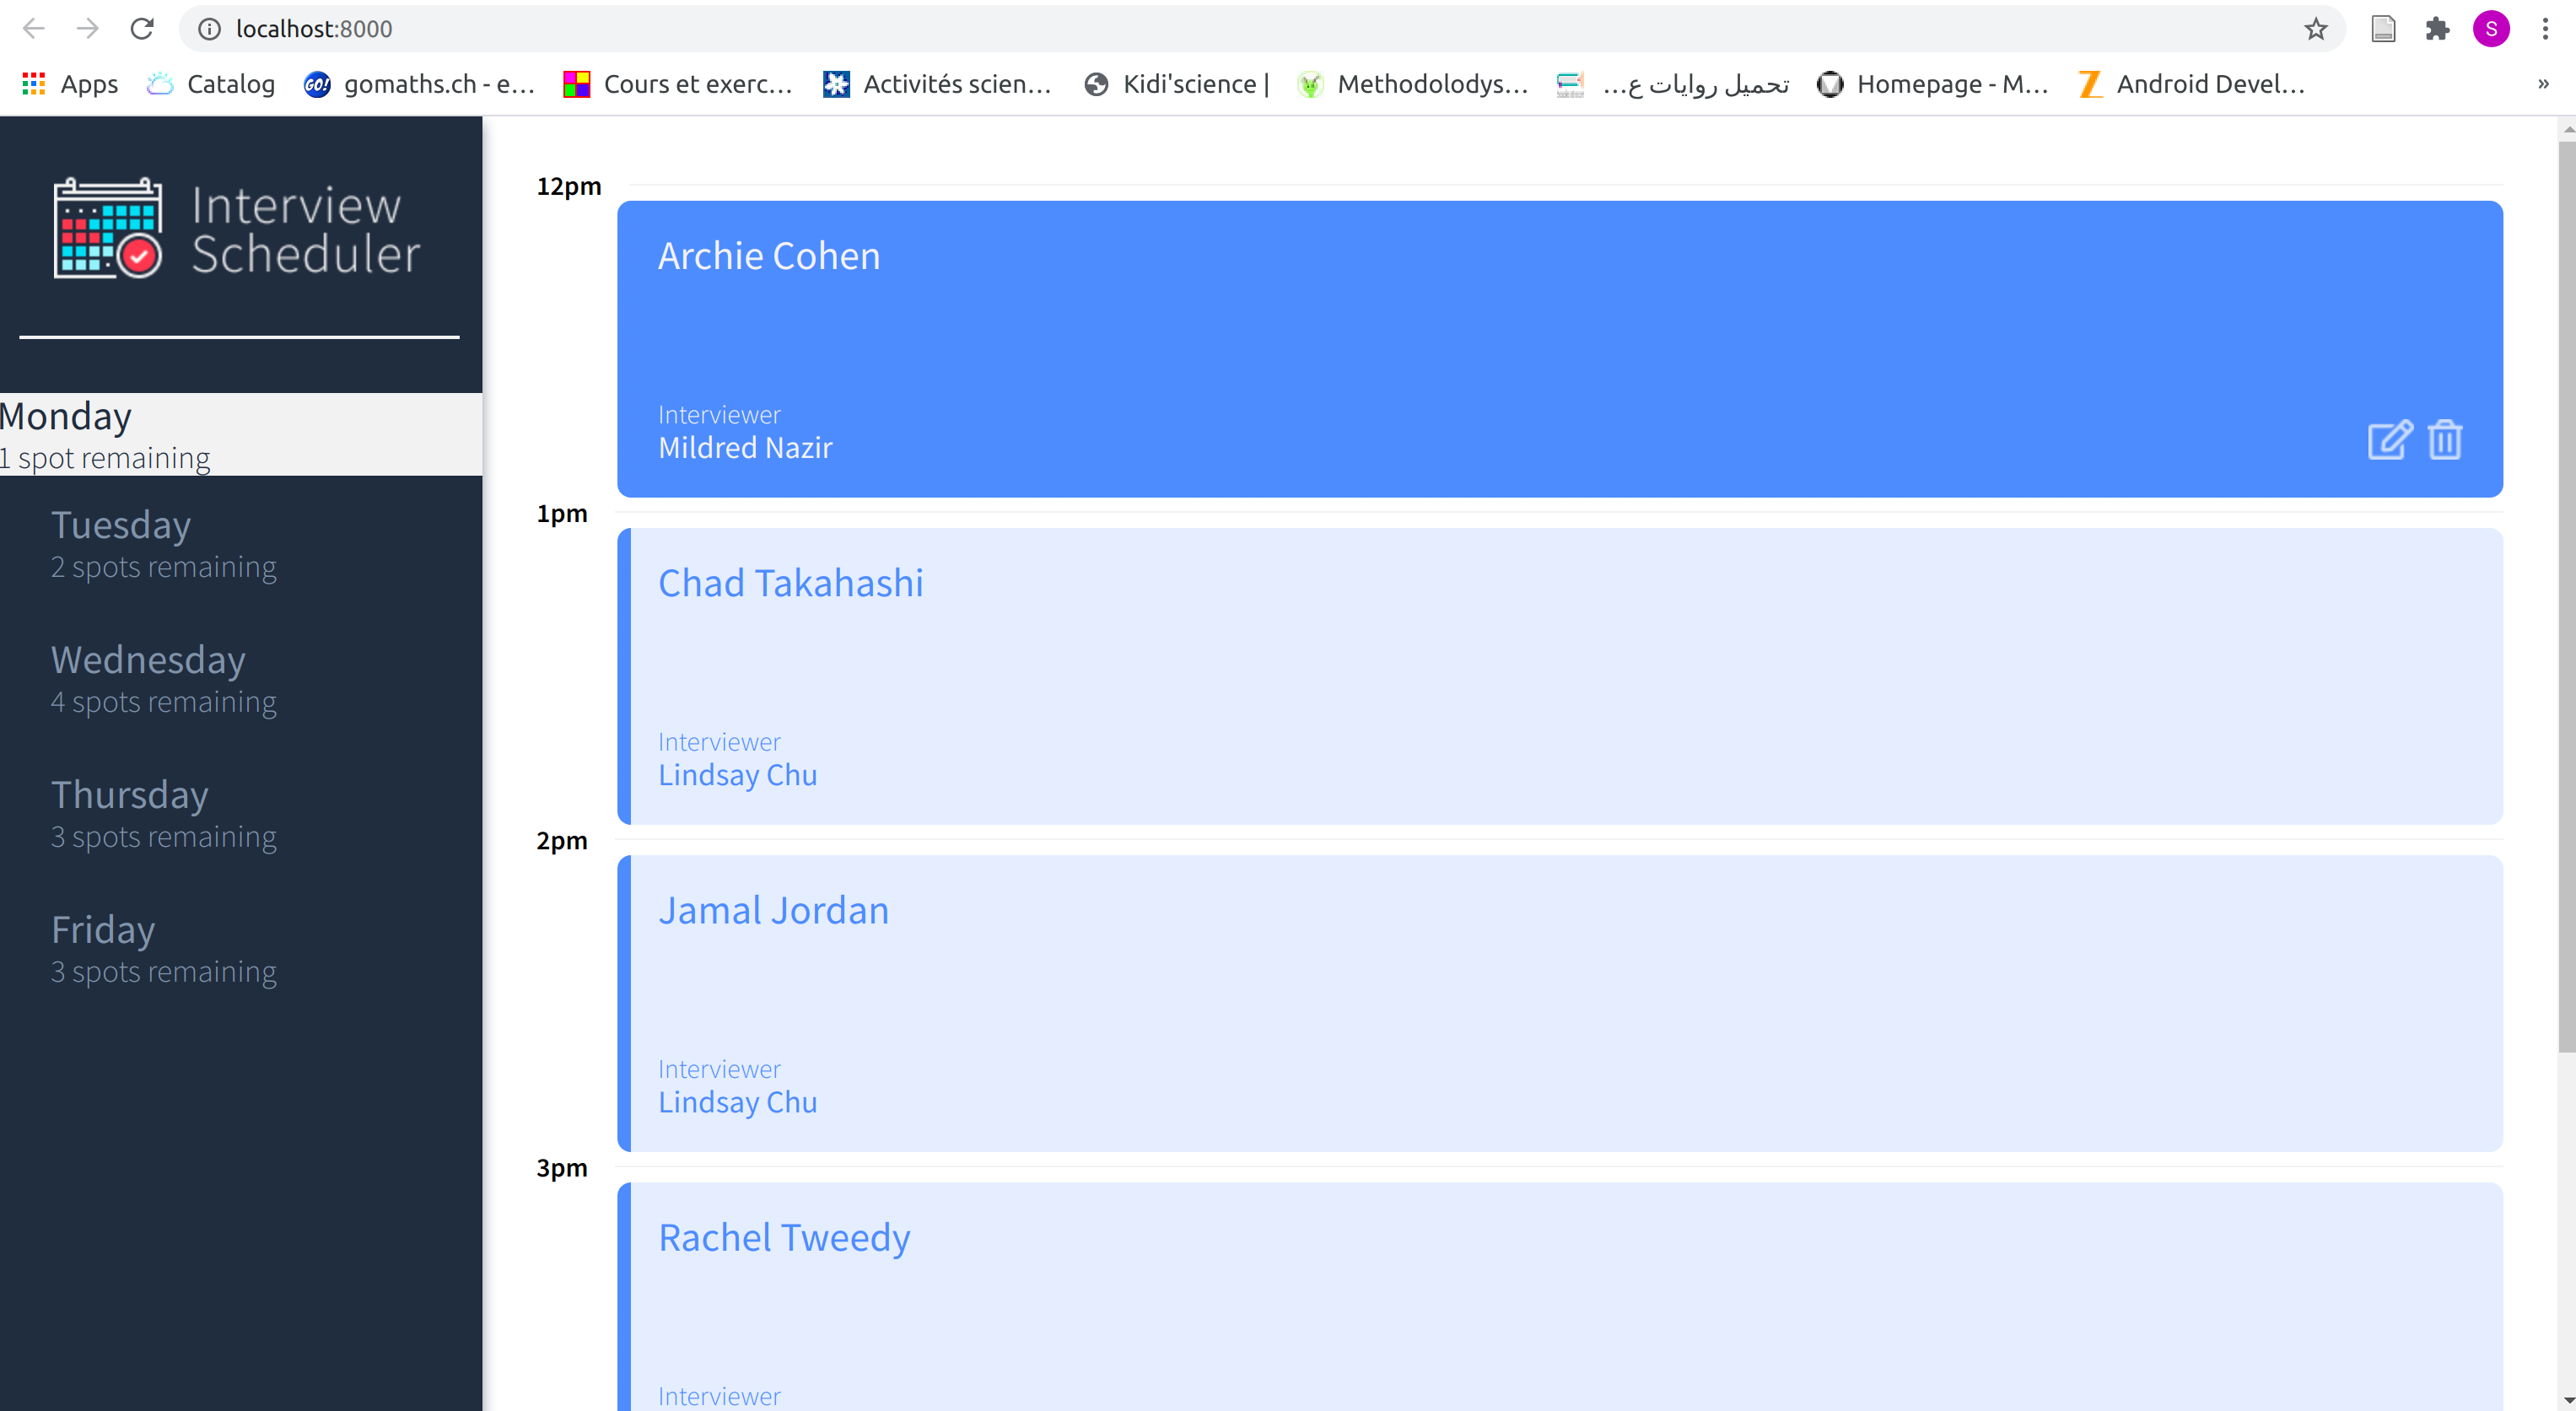 localhost:8000
S
Apps
Catalog
gomaths.ch - e...
Cours et exerc...
Activités scien...
Kidi'science |
Methodolodys...
تحميل روايات ع...
Homepage - M...
Android Devel...
»
Interview
Scheduler
Monday
1 spot remaining
Tuesday
2 spots remaining
Wednesday
4 spots remaining
Thursday
3 spots remaining
Friday
3 spots remaining
12pm
Archie Cohen
Interviewer
Mildred Nazir
1pm
Chad Takahashi
Interviewer
Lindsay Chu
2pm
Jamal Jordan
Interviewer
Lindsay Chu
3pm
Rachel Tweedy
Interviewer